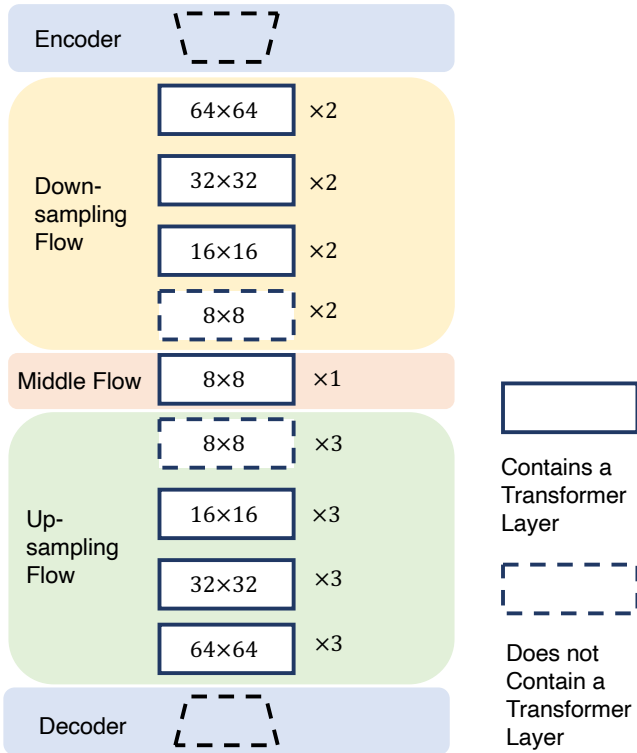 Encoder
64×64 ×2
Down-
sampling
Flow
32×32 ×2
16×16 ×2
8×8 ×2
Middle Flow 8×8 ×1
8×8 ×3
Up-
sampling
Flow
16×16 ×3
32×32 ×3
64×64 ×3
Decoder
Contains a
Transformer
Layer
Does not
Contain a
Transformer
Layer